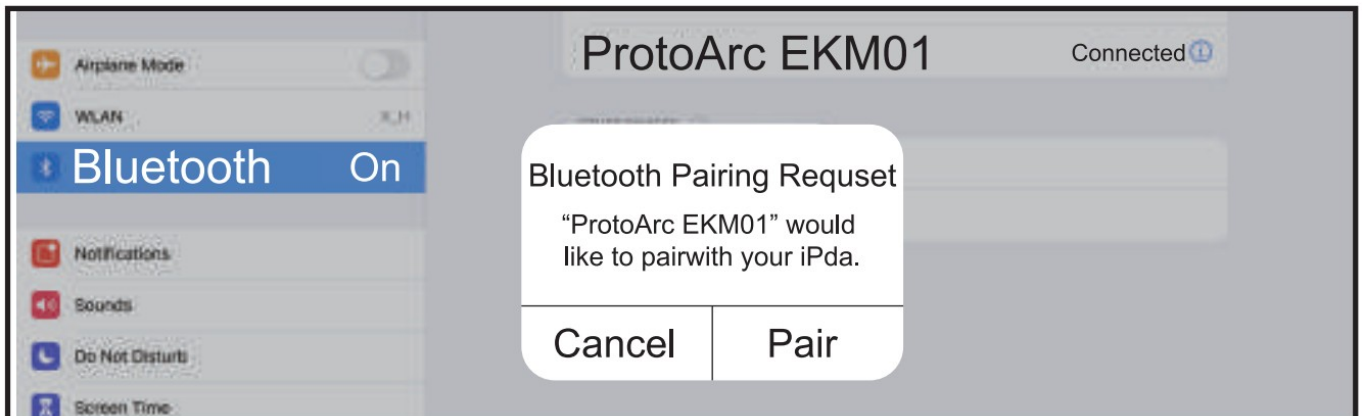 Airplane Mode
WLAN
Bluetooth On
Notifications
Sounds
Do Not Disturb
Screen Time
ProtoArc EKM01 Connected
Bluetooth Pairing Requset
“ProtoArc EKM01” would
like to pairwith your iPda.
Cancel Pair